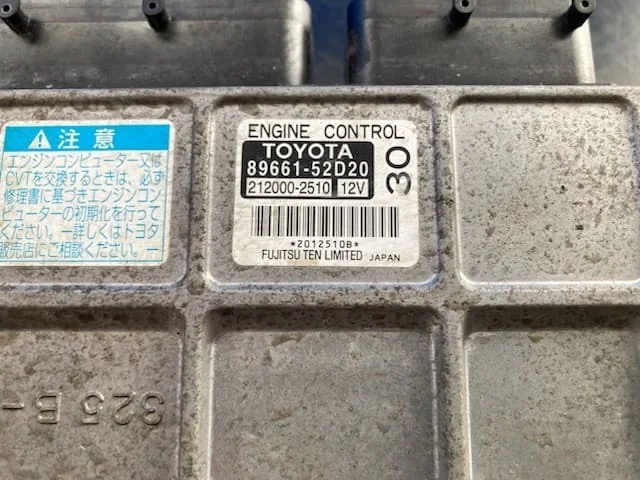 ⚠注意
エンジンコンピューター又は
CVTを交換するときは、必ず
修理書に基づきエンジンコン
ピューターの初期化を行って
ください。ー詳しくはトヨタ
販売店にご相談ください。ー
ENGINE CONTROL
TOYOTA
89661-52D20
212000-2510 12V
30
*2012510B*
FUJITSU TEN LIMITED JAPAN
325B-